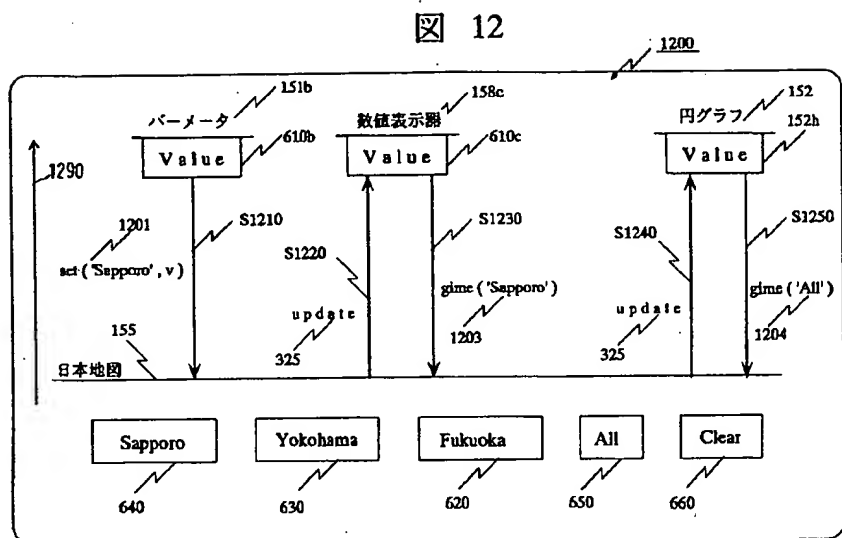 図 12
1200
バーメータ 151b
数値表示器 158c
円グラフ 152
Value 610b
Value 610c
Value 152h
1290
1201
set ('Sapporo', v)
S1210
S1220
S1230
S1240
S1250
gime ('Sapporo')
1203
gime ('All')
1204
update
325
update
325
155
日本地図
Sapporo
Yokohama
Fukuoka
All
Clear
640
630
620
650
660